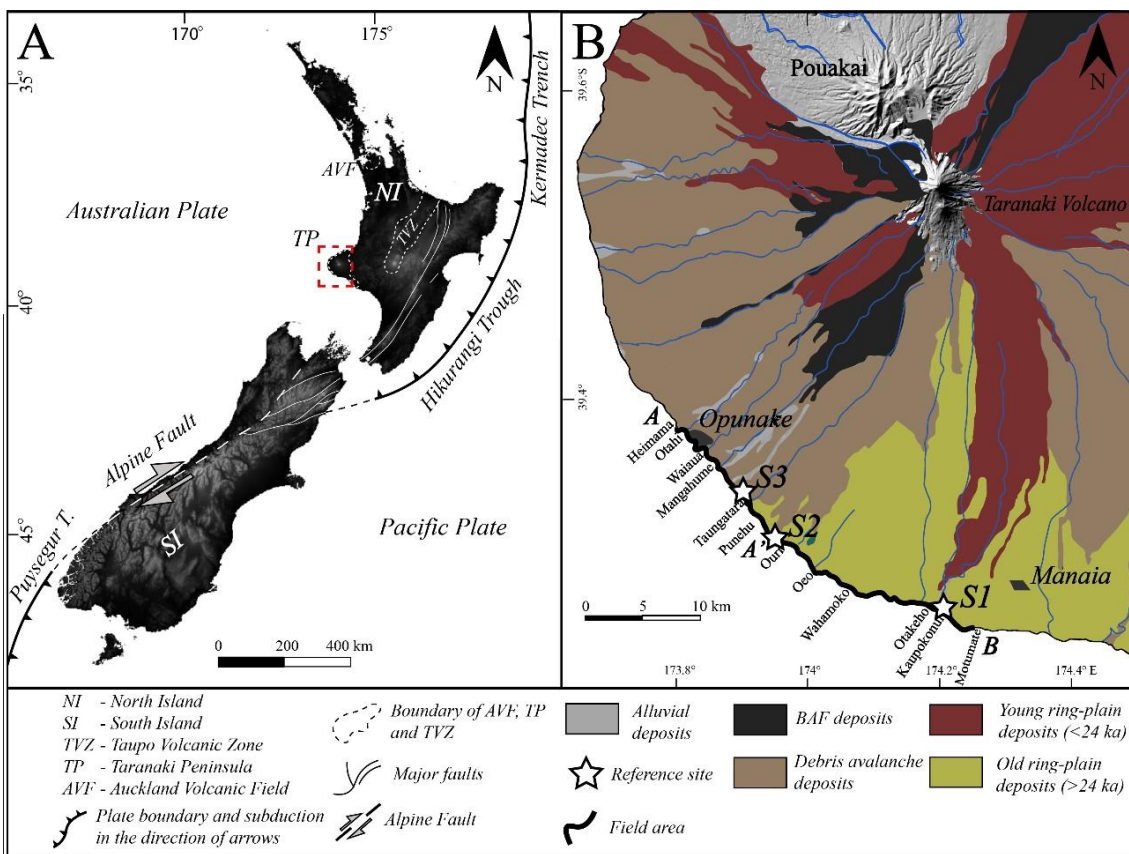 A
170°
175°
35°
40°
45°
N
Kermadec Trench
AVF
NI
Australian Plate
TVZ
TP
Hikurangi Trough
Alpine Fault
Pacific Plate
SI
Puysegur T.
0 200 400 km
B
39.6°S
39.4°
Pouakai
N
Taranaki Volcano
A
Opunake
Heimama
Otahi
Waiaua
Mangahume
S3
Taungatara
Punehu
S2
A'
Ouri
Oeo
Manaia
Wahamoko
S1
Otakeho
Kaupokonui
B
Motumate
0 5 10 km
173.8°
174°
174.2°
174.4° E
NI - North Island
SI - South Island
TVZ - Taupo Volcanic Zone
TP - Taranaki Peninsula
AVF - Auckland Volcanic Field
Plate boundary and subduction
in the direction of arrows
Boundary of AVF, TP
and TVZ
Major faults
Alpine Fault
Alluvial
deposits
BAF deposits
Young ring-plain
deposits (<24 ka)
Reference site
Debris avalanche
deposits
Old ring-plain
deposits (>24 ka)
Field area